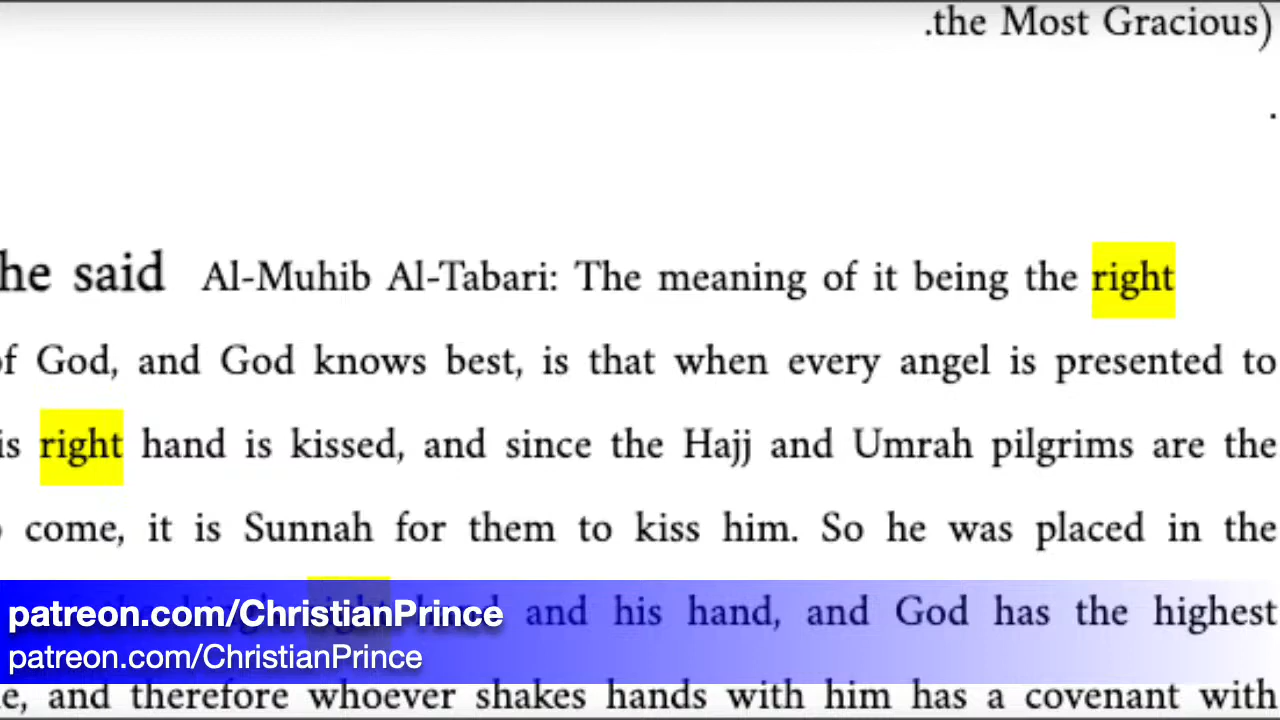 .the Most Gracious)
.
he said Al-Muhib Al-Tabari: The meaning of it being the right
of God, and God knows best, is that when every angel is presented to
is right hand is kissed, and since the Hajj and Umrah pilgrims are the
come, it is Sunnah for them to kiss him. So he was placed in the
right hand and his hand, and God has the highest
patreon.com/ChristianPrince
patreon.com/ChristianPrince
and therefore whoever shakes hands with him has a covenant with